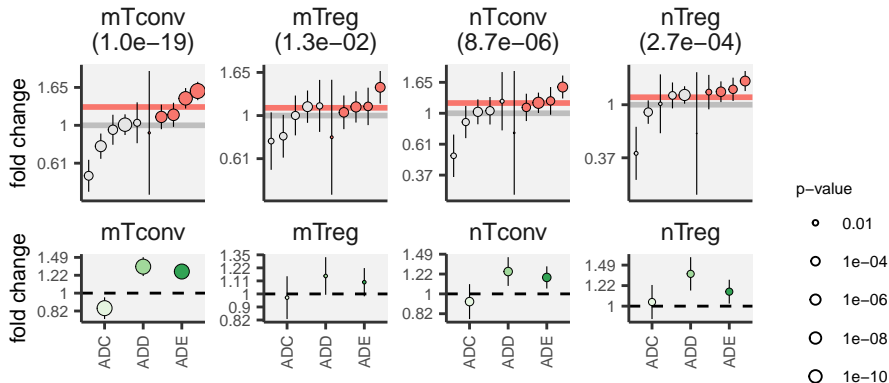 mTconv
(1.0e−19)
mTreg
(1.3e−02)
nTconv
(8.7e−06)
nTreg
(2.7e−04)
fold change
1.65
1
0.61
1.65
1
0.61
1.65
1
0.61
0.37
1
0.37
mTconv
mTreg
nTconv
nTreg
fold change
1.49
1.22
1
0.82
1.35
1.22
1.11
1
0.9
0.82
1.49
1.22
1
0.82
1.49
1.22
1
ADC
ADD
ADE
ADC
ADD
ADE
ADC
ADD
ADE
ADC
ADD
ADE
p−value
0.01
1e−04
1e−06
1e−08
1e−10